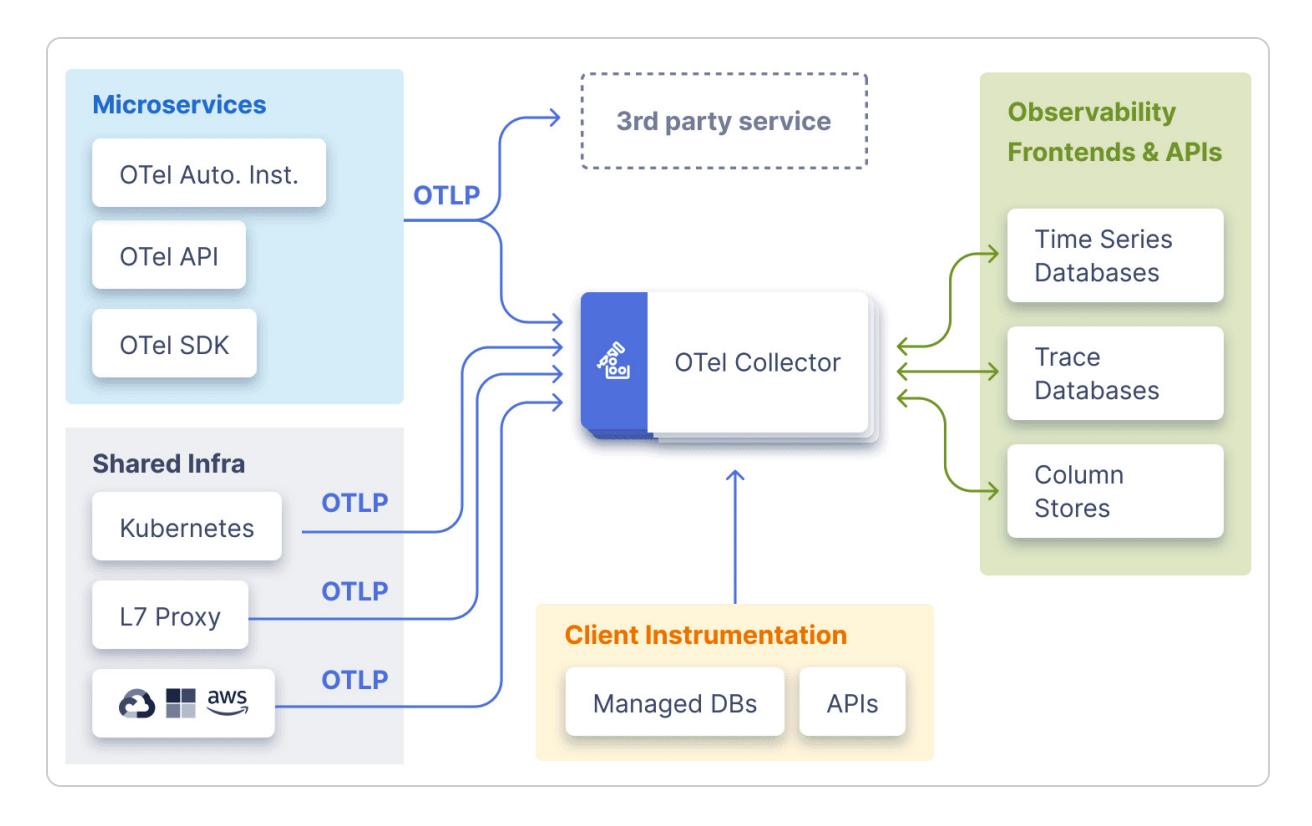 Microservices
OTel Auto. Inst.
OTel API
OTel SDK
OTLP
3rd party service
OTel Collector
Observability
Frontends & APIs
Time Series
Databases
Trace
Databases
Column
Stores
Shared Infra
Kubernetes
OTLP
L7 Proxy
OTLP
aws
OTLP
Client Instrumentation
Managed DBs
APIs